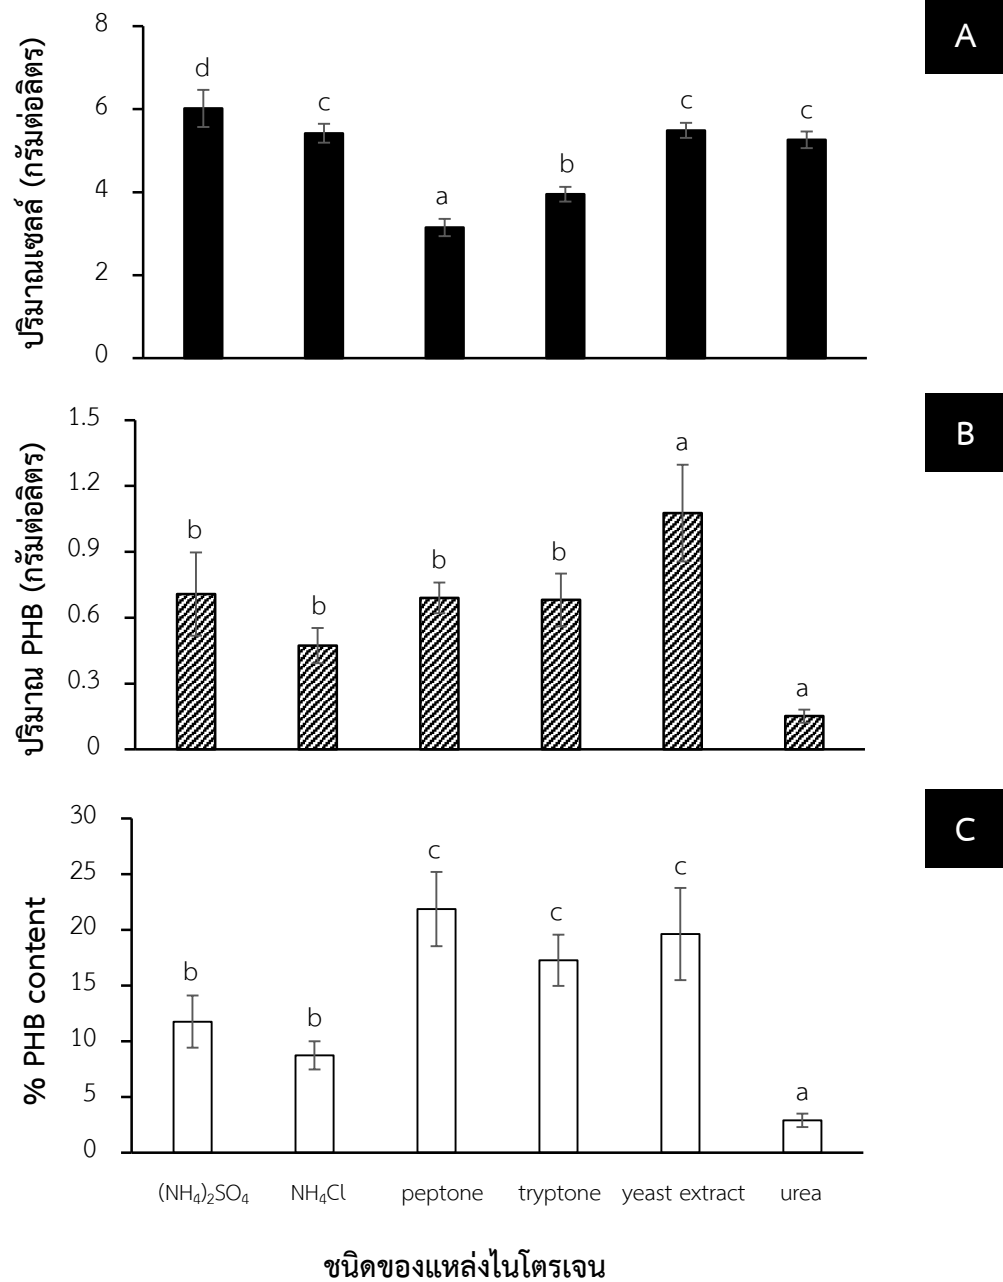 A
ปริมาณเซลล์ (กรัมต่อลิตร)
8
6
4
2
0
d
c
a
b
c
c
B
ปริมาณ PHB (กรัมต่อลิตร)
1.5
1.2
0.9
0.6
0.3
0
b
b
b
b
a
a
C
% PHB content
30
25
20
15
10
5
0
b
b
c
c
c
a
(NH₄)₂SO₄ NH₄Cl peptone tryptone yeast extract urea
ชนิดของแหล่งไนโตรเจน